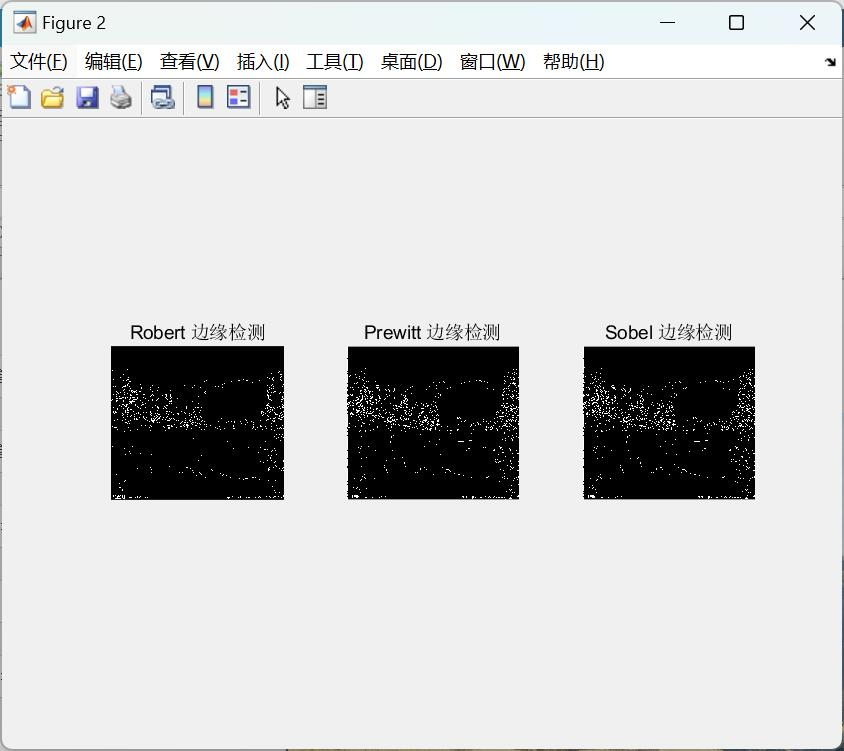 Figure 2
文件(F) 编辑(E) 查看(V) 插入(I) 工具(T) 桌面(D) 窗口(W) 帮助(H)
Robert 边缘检测 Prewitt 边缘检测 Sobel 边缘检测